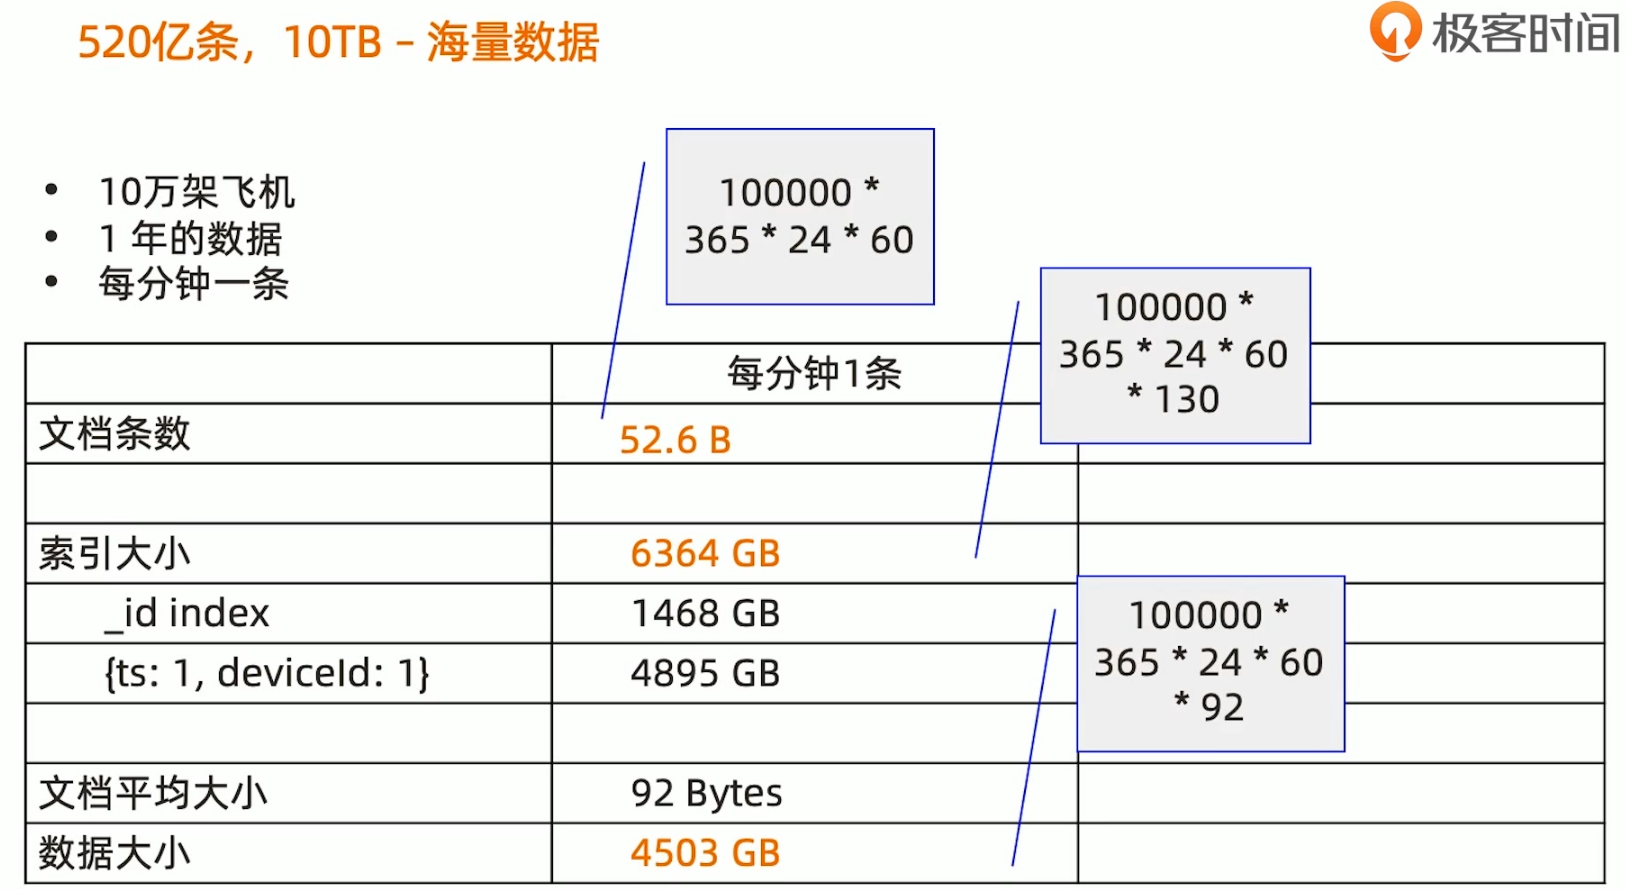 520亿条，10TB – 海量数据
极客时间
• 10万架飞机
• 1 年的数据
• 每分钟一条
100000 *
365 * 24 * 60
100000 *
365 * 24 * 60
* 130
每分钟1条
文档条数 52.6 B
索引大小 6364 GB
_id index 1468 GB
{ts: 1, deviceId: 1} 4895 GB
100000 *
365 * 24 * 60
* 92
文档平均大小 92 Bytes
数据大小 4503 GB